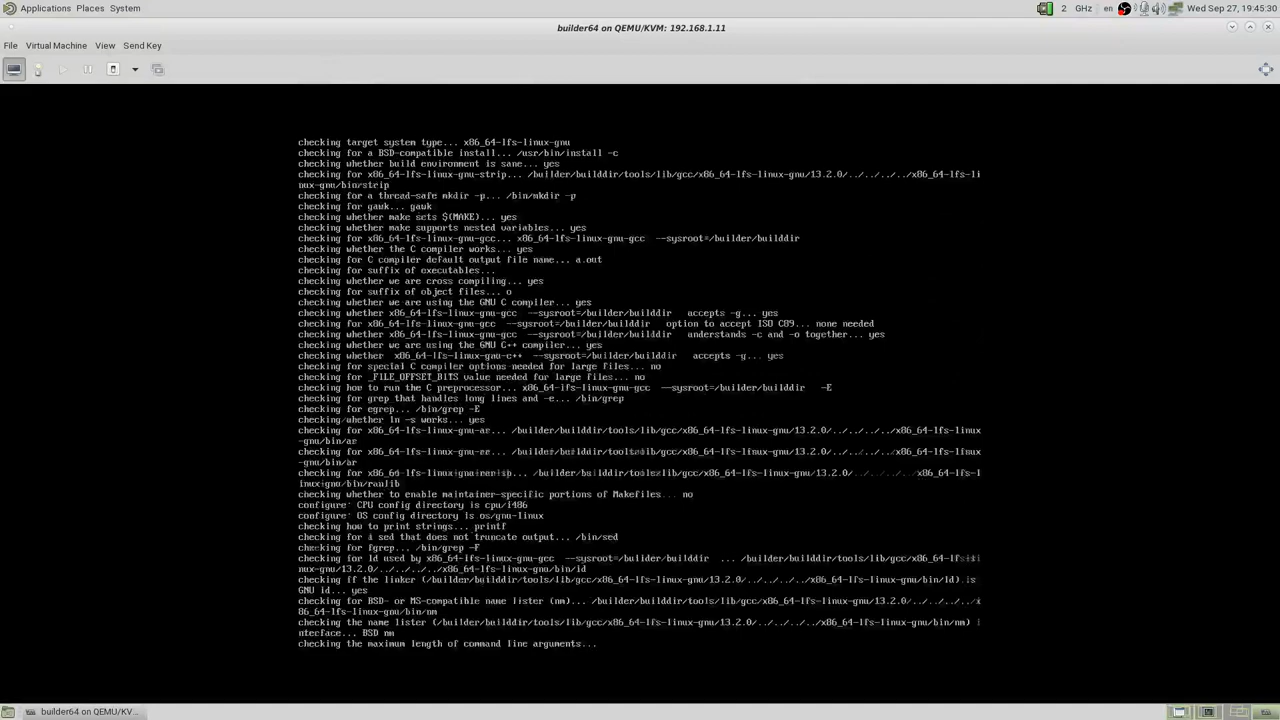 Applications Places System
2 GHz en Wed Sep 27, 19:45:30
builder64 on QEMU/KVM: 192.168.1.11
File Virtual Machine View Send Key
checking target system type... x86_64-lfs-linux-gnu
checking for a BSD-compatible install... /usr/bin/install -c
checking whether build environment is sane... yes
checking for x86_64-lfs-linux-gnu-strip... /builder/builddir/tools/lib/gcc/x86_64-lfs-linux-gnu/13.2.0/../../../../x86_64-lfs-li
nux-gnu/bin/strip
checking for a thread-safe mkdir -p... /bin/mkdir -p
checking for gawk... gawk
checking whether make sets $(MAKE)... yes
checking whether make supports nested variables... yes
checking for x86_64-lfs-linux-gnu-gcc... x86_64-lfs-linux-gnu-gcc --sysroot=/builder/builddir
checking whether the C compiler works... yes
checking for C compiler default output file name... a.out
checking for suffix of executables...
checking whether we are cross compiling... yes
checking for suffix of object files... o
checking whether we are using the GNU C compiler... yes
checking whether x86_64-lfs-linux-gnu-gcc --sysroot=/builder/builddir accepts -g... yes
checking for x86_64-lfs-linux-gnu-gcc --sysroot=/builder/builddir option to accept ISO C89... none needed
checking whether x86_64-lfs-linux-gnu-gcc --sysroot=/builder/builddir understands -c and -o together... yes
checking whether we are using the GNU C++ compiler... yes
checking whether x86_64-lfs-linux-gnu-c++ --sysroot=/builder/builddir accepts -g... yes
checking for special C compiler options needed for large files... no
checking for _FILE_OFFSET_BITS value needed for large files... no
checking how to run the C preprocessor... x86_64-lfs-linux-gnu-gcc --sysroot=/builder/builddir -E
checking for grep that handles long lines and -e... /bin/grep
checking for egrep... /bin/grep -E
checking whether ln -s works... yes
checking for x86_64-lfs-linux-gnu-ar... /builder/builddir/tools/lib/gcc/x86_64-lfs-linux-gnu/13.2.0/../../../../x86_64-lfs-linux
-gnu/bin/ar
checking for x86_64-lfs-linux-gnu-ar... /builder/builddir/tools/lib/gcc/x86_64-lfs-linux-gnu/13.2.0/../../../../x86_64-lfs-linux
-gnu/bin/ar
checking for x86_64-lfs-linux-gnu-ranlib... /builder/builddir/tools/lib/gcc/x86_64-lfs-linux-gnu/13.2.0/../../../../x86_64-lfs-l
inux-gnu/bin/ranlib
checking whether to enable maintainer-specific portions of Makefiles... no
configure: CPU config directory is cpu/i486
configure: OS config directory is os/gnu-linux
checking how to print strings... printf
checking for a sed that does not truncate output... /bin/sed
checking for fgrep... /bin/grep -F
checking for ld used by x86_64-lfs-linux-gnu-gcc --sysroot=/builder/builddir ... /builder/builddir/tools/lib/gcc/x86_64-lfs-li
nux-gnu/13.2.0/../../../../x86_64-lfs-linux-gnu/bin/ld
checking if the linker (/builder/builddir/tools/lib/gcc/x86_64-lfs-linux-gnu/13.2.0/../../../../x86_64-lfs-linux-gnu/bin/ld) is
GNU ld... yes
checking for BSD- or MS-compatible name lister (nm)... /builder/builddir/tools/lib/gcc/x86_64-lfs-linux-gnu/13.2.0/../../../../x
86_64-lfs-linux-gnu/bin/nm
checking the name lister (/builder/builddir/tools/lib/gcc/x86_64-lfs-linux-gnu/13.2.0/../../../../x86_64-lfs-linux-gnu/bin/nm) i
nterface... BSD nm
checking the maximum length of command line arguments...
builder64 on QEMU/KV...